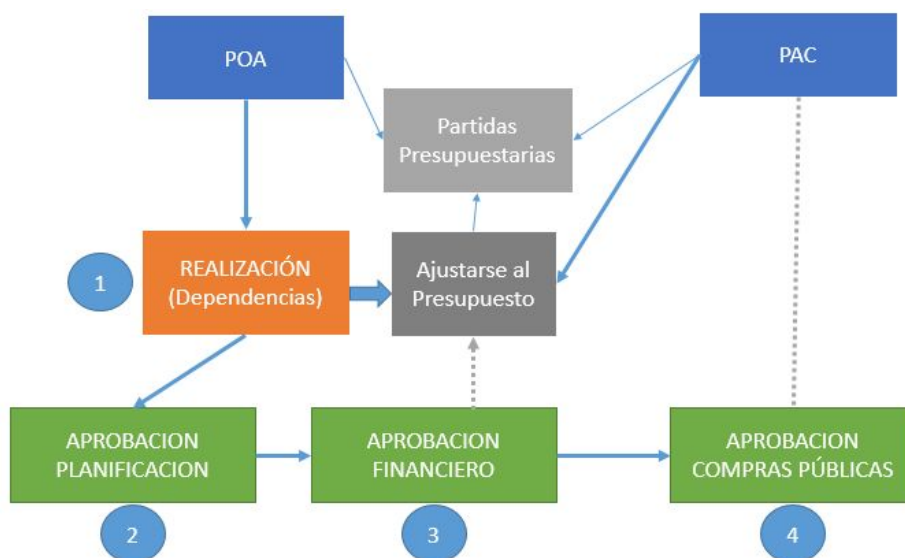 POA
PAC
Partidas
Presupuestarias
1
REALIZACIÓN
(Dependencias)
Ajustarse al
Presupuesto
APROBACION
PLANIFICACION
APROBACION
FINANCIERO
APROBACION
COMPRAS PÚBLICAS
2
3
4